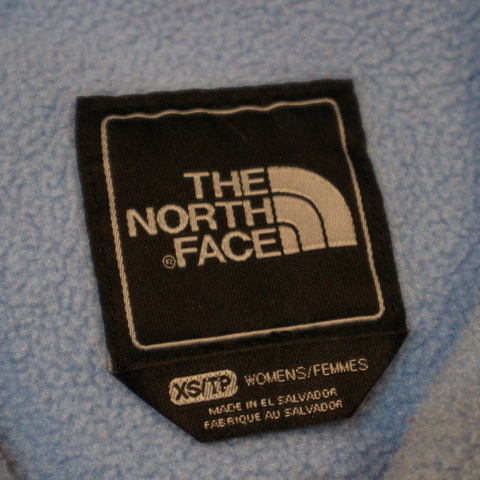 THE
NORTH
®FACE
XS/TP WOMENS/FEMMES
MADE IN EL SALVADOR
FABRIQUE AU SALVADOR